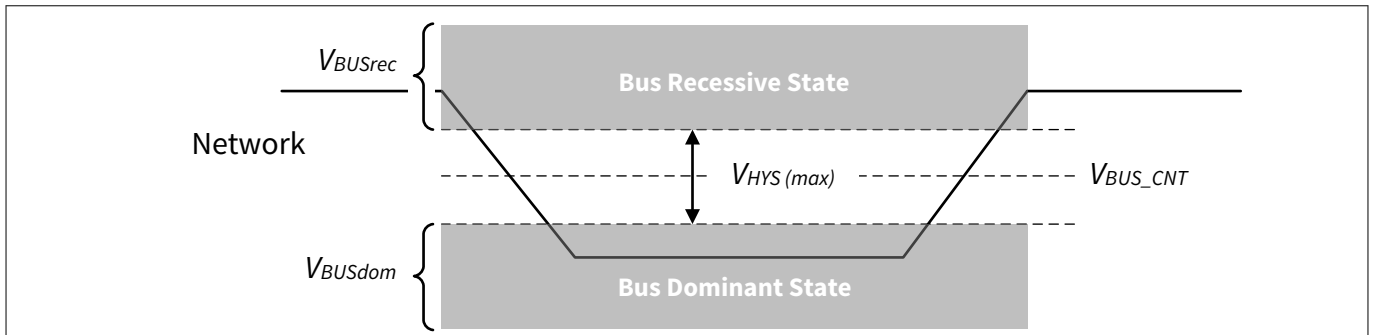 VBUSrec
Bus Recessive State
Network
VHYS (max)
VBUS_CNT
VBUSdom
Bus Dominant State